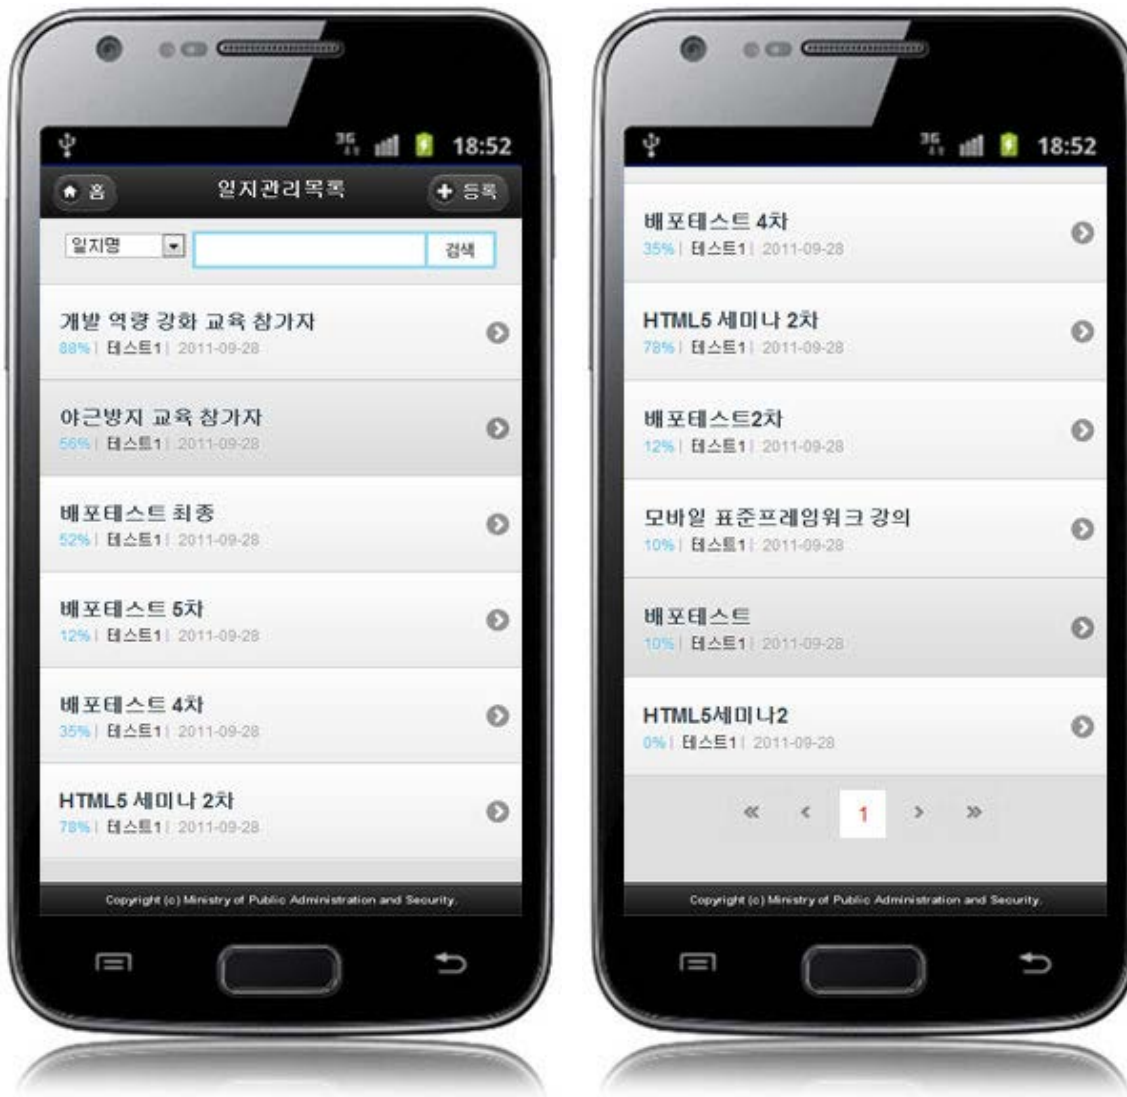 3G
18:52
홈
일지관리목록
등록
일지명
검색
개발 역량 강화 교육 참가자
88% | 테스트1 | 2011-09-28
야근방지 교육 참가자
56% | 테스트1 | 2011-09-28
배포테스트 최종
52% | 테스트1 | 2011-09-28
배포테스트 5차
12% | 테스트1 | 2011-09-28
배포테스트 4차
35% | 테스트1 | 2011-09-28
HTML5 세미나 2차
78% | 테스트1 | 2011-09-28
Copyright (c) Ministry of Public Administration and Security.
3G
18:52
배포테스트 4차
35% | 테스트1 | 2011-09-28
HTML5 세미나 2차
78% | 테스트1 | 2011-09-28
배포테스트2차
12% | 테스트1 | 2011-09-28
모바일 표준프레임워크 강의
10% | 테스트1 | 2011-09-28
배포테스트
10% | 테스트1 | 2011-09-28
HTML5세미나2
0% | 테스트1 | 2011-09-28
« ‹ 1 › »
Copyright (c) Ministry of Public Administration and Security.